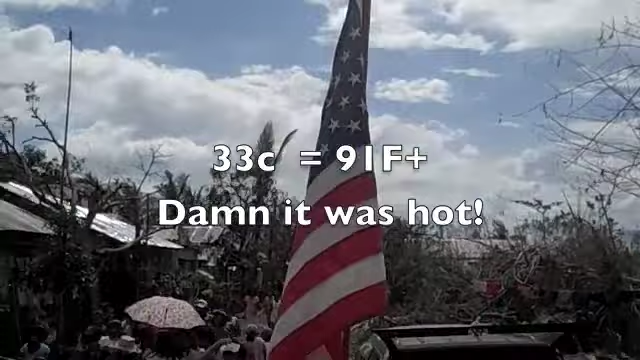 33c = 91F+
Damn it was hot!